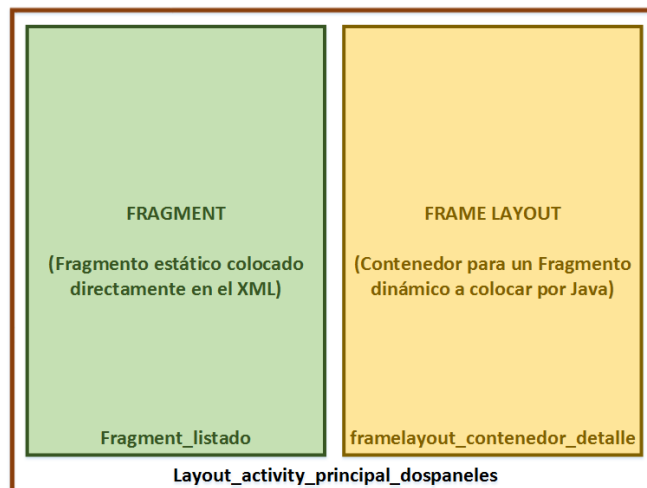 FRAGMENT
(Fragmento estático colocado
directamente en el XML)
Fragment_listado
FRAME LAYOUT
(Contenedor para un Fragmento
dinámico a colocar por Java)
framelayout_contenedor_detalle
Layout_activity_principal_dospaneles